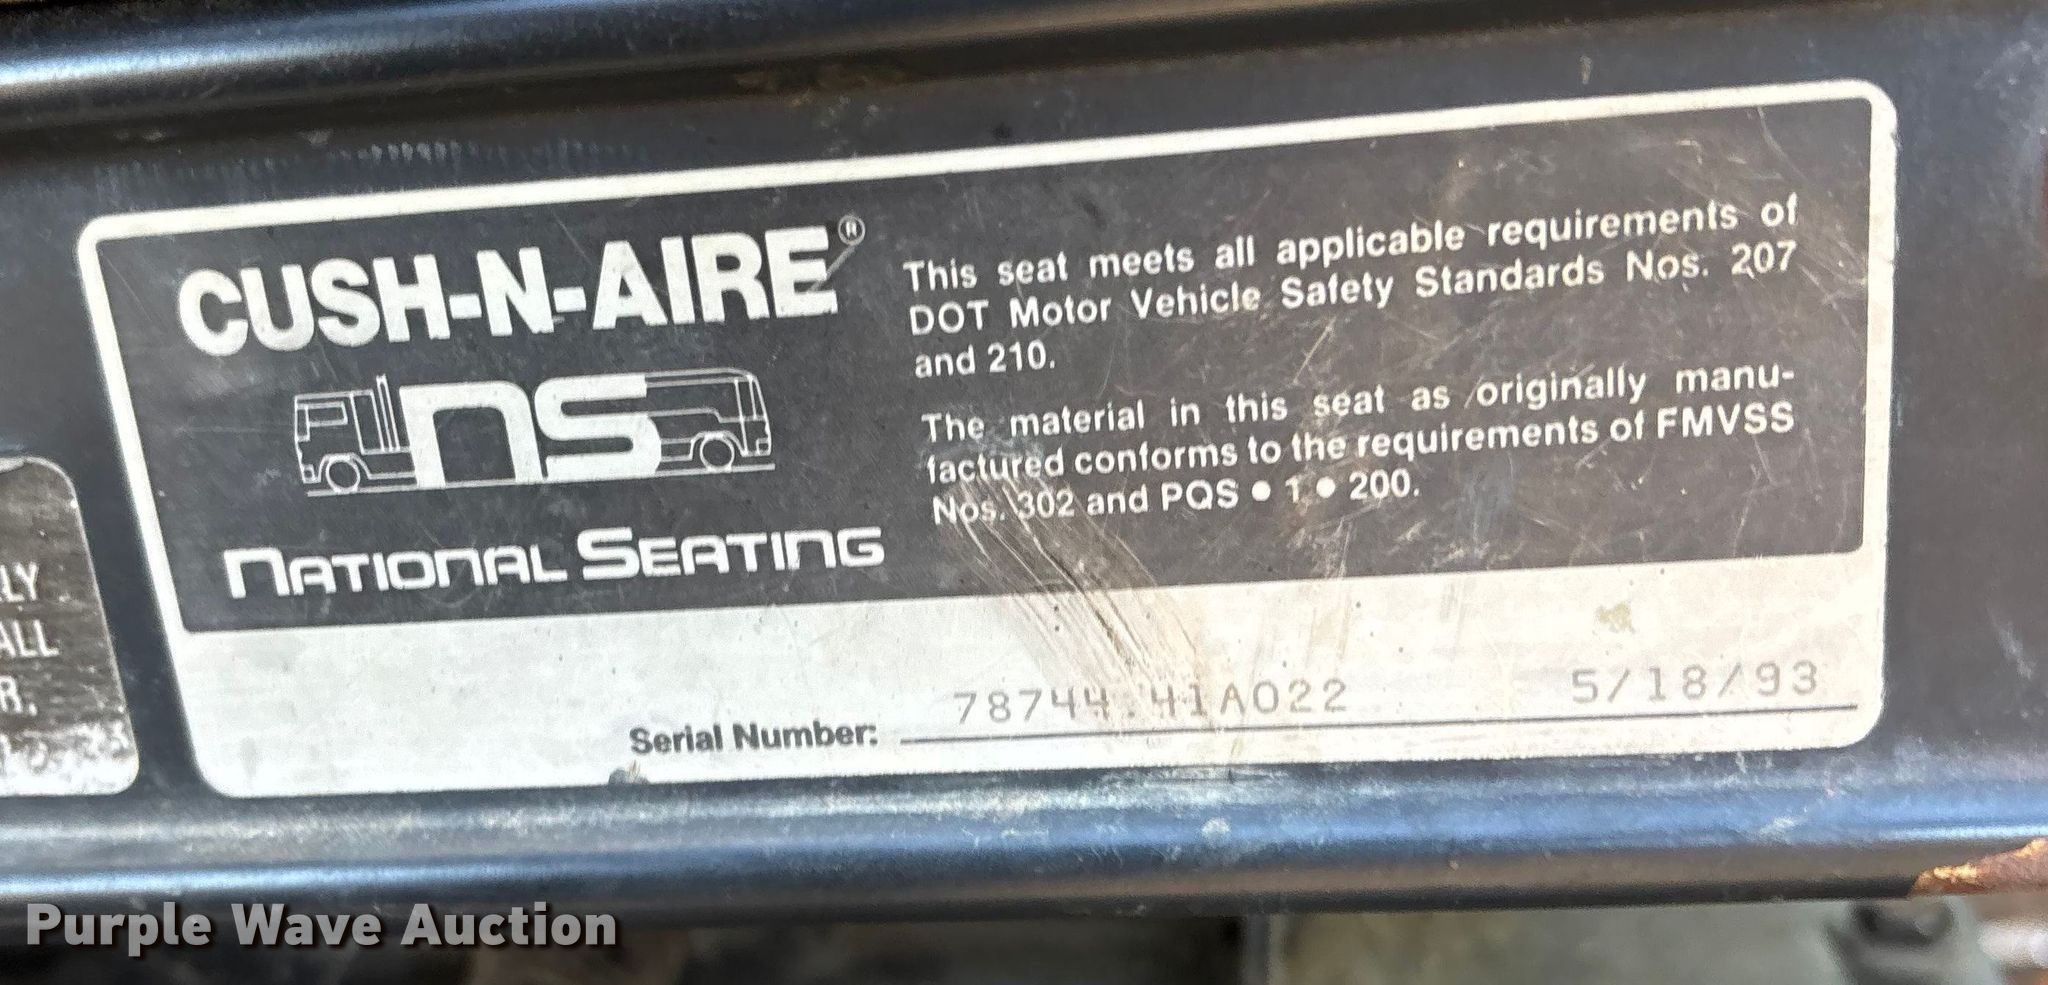 CUSH-N-AIRE®
ns
NATIONAL SEATING
This seat meets all applicable requirements of
DOT Motor Vehicle Safety Standards Nos. 207
and 210.
The material in this seat as originally manu-
factured conforms to the requirements of FMVSS
Nos. 302 and PQS • 1 • 200.
Serial Number: 78744.41A022 5/18/93
LY
ALL
R.
Purple Wave Auction